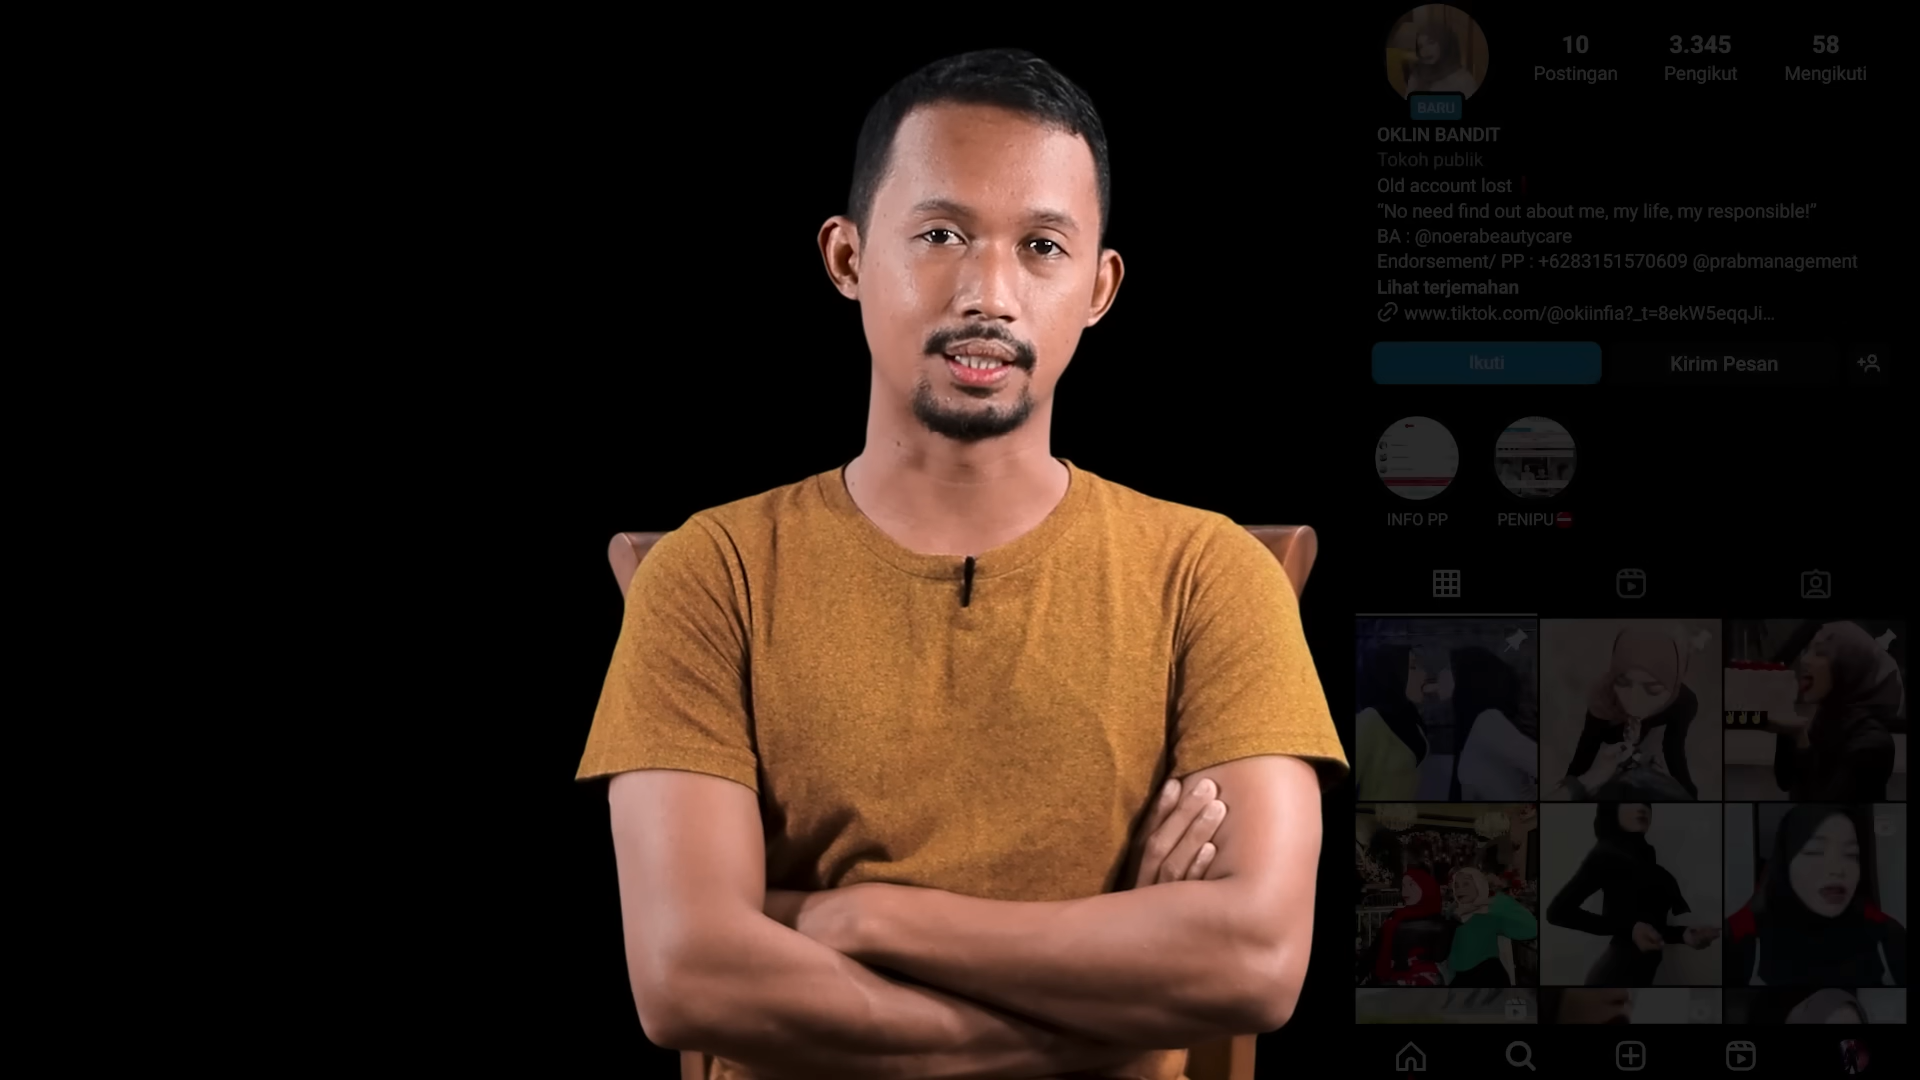 10 3.345 58
Postingan Pengikut Mengikuti
BARU
OKLIN BANDIT
Tokoh publik
Old account lost
“No need find out about me, my life, my responsible!”
BA : @noerabeautycare
Endorsement/ PP : +6283151570609 @prabmanagement
Lihat terjemahan
www.tiktok.com/@okiinfia?_t=8ekW5eqqJi...
Ikuti Kirim Pesan
INFO PP PENIPU